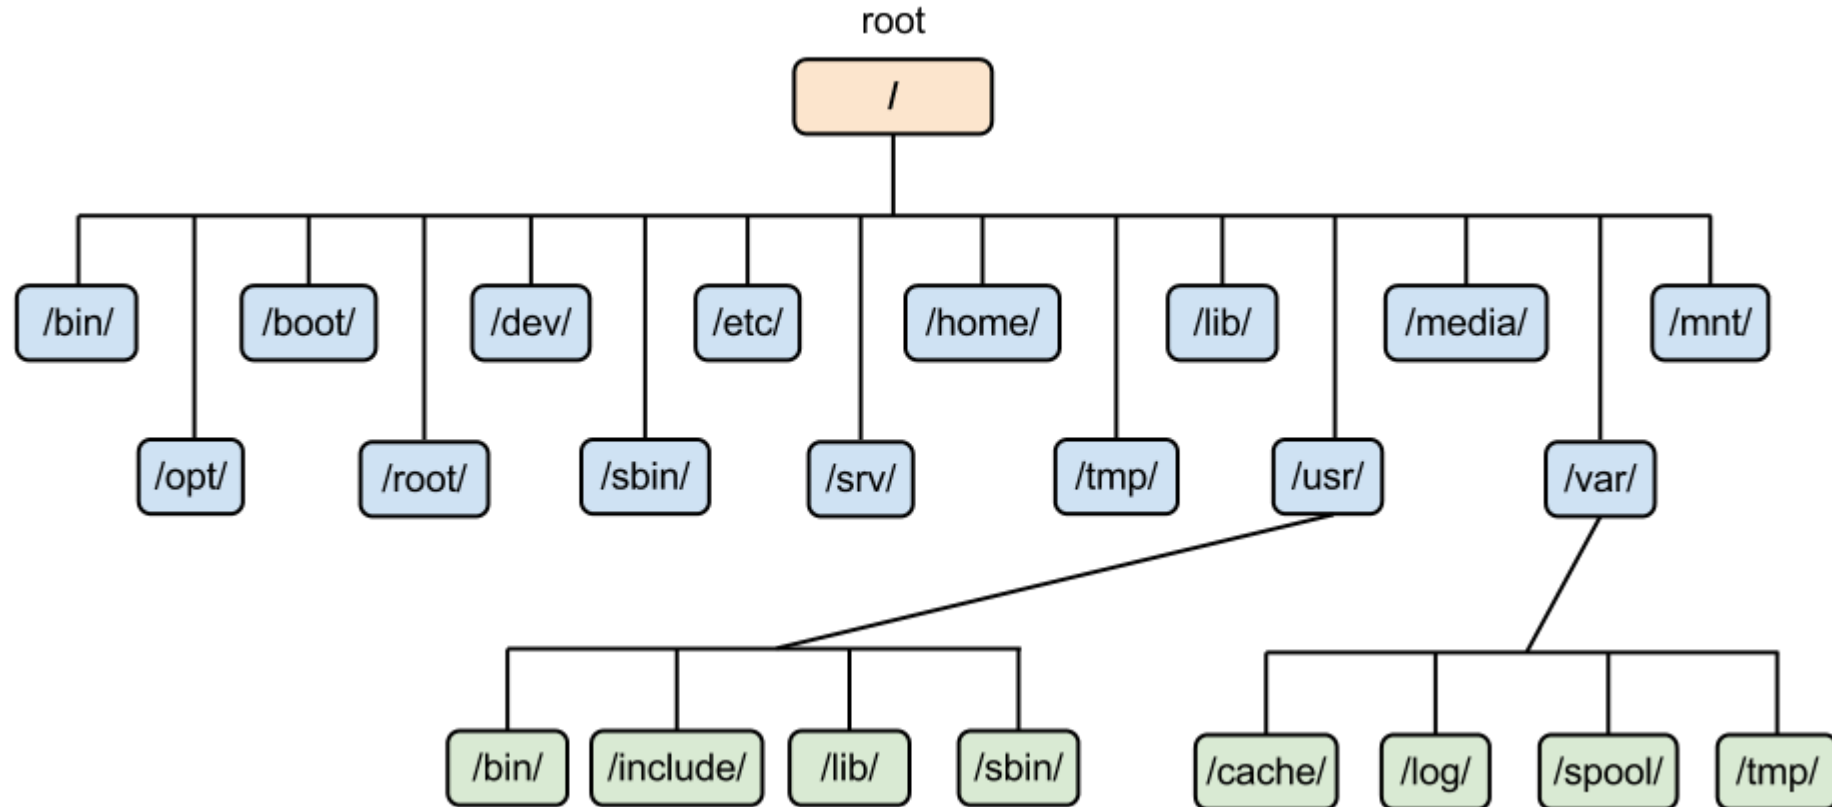 root
/
/bin/
/boot/
/dev/
/etc/
/home/
/lib/
/media/
/mnt/
/opt/
/root/
/sbin/
/srv/
/tmp/
/usr/
/var/
/bin/
/include/
/lib/
/sbin/
/cache/
/log/
/spool/
/tmp/